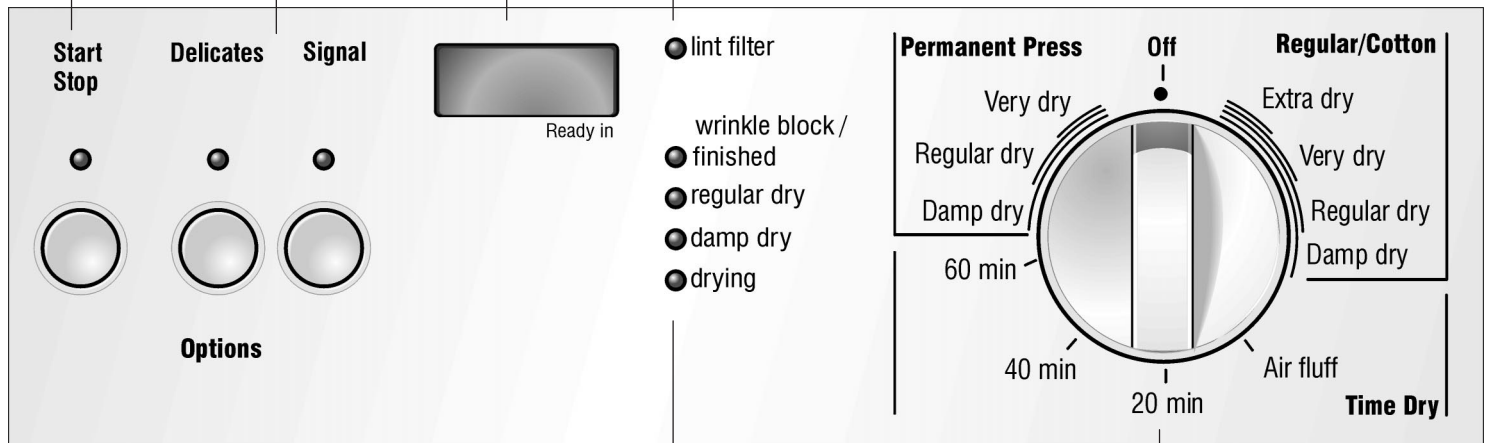 Start
Stop
Delicates
Signal
Options
Ready in
lint filter
wrinkle block /
finished
regular dry
damp dry
drying
Permanent Press
Off
Regular/Cotton
Very dry
Regular dry
Damp dry
Extra dry
Very dry
Regular dry
Damp dry
60 min
40 min
20 min
Air fluff
Time Dry